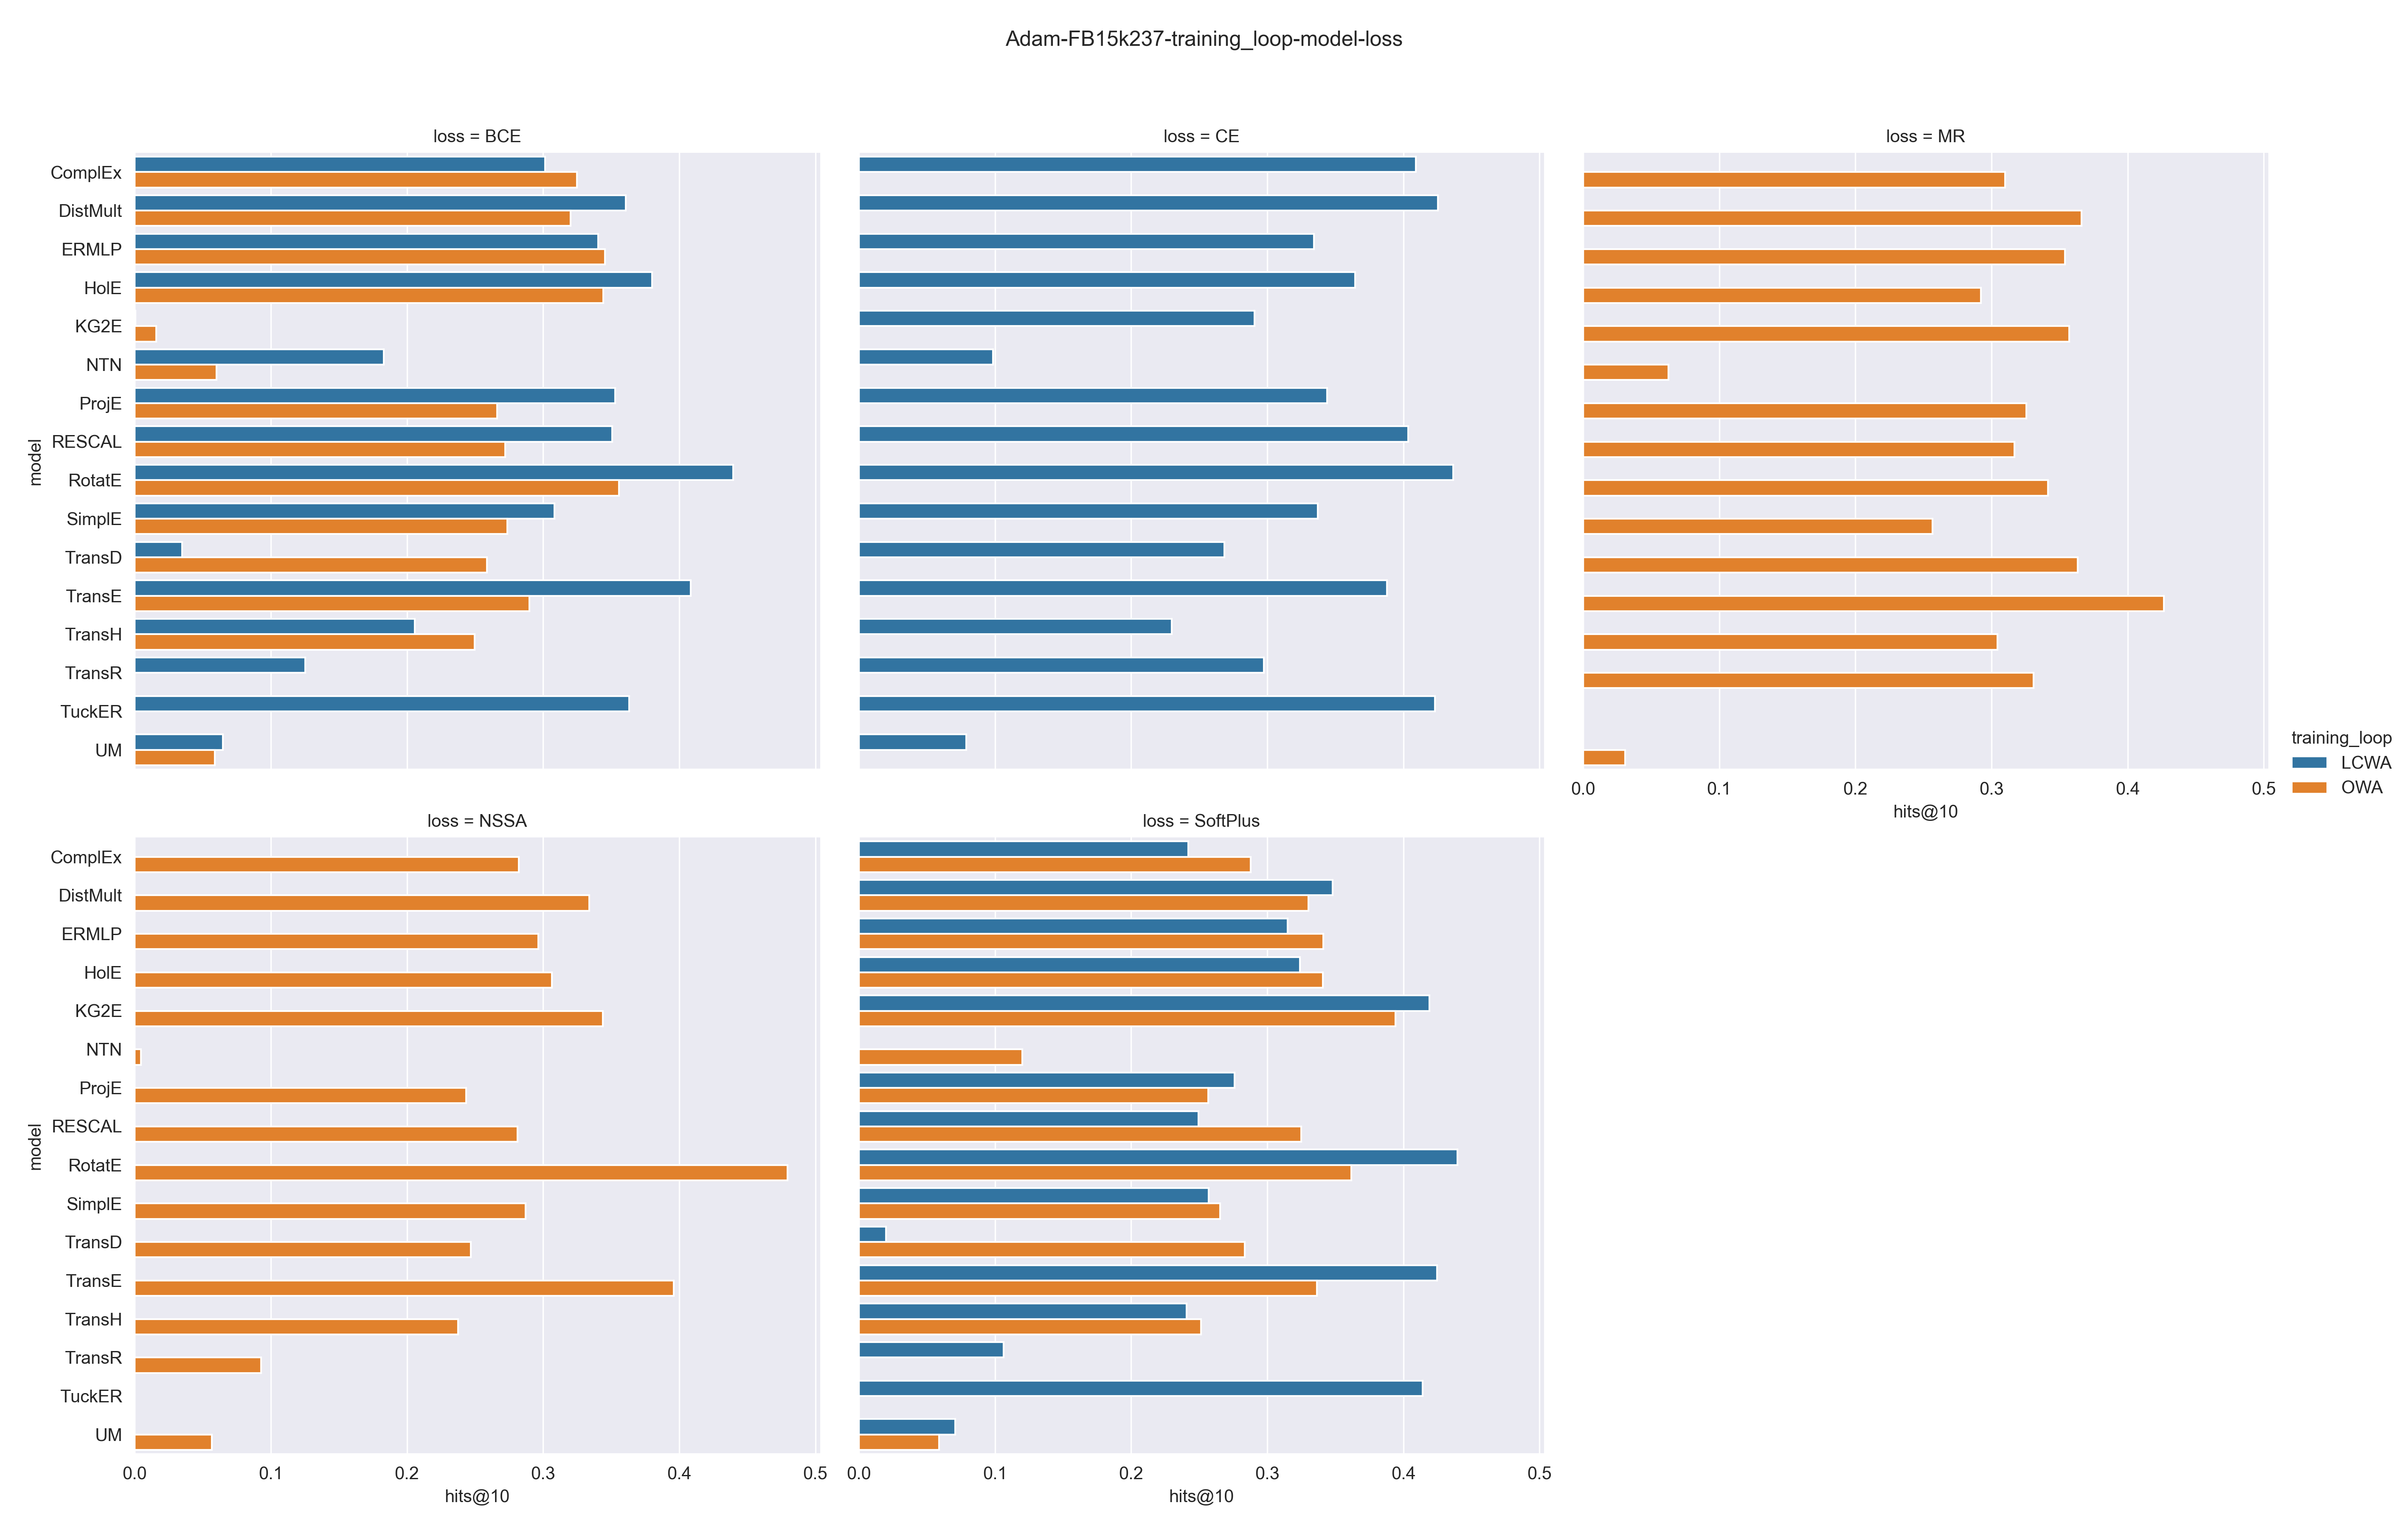 Adam-FB15k237-training_loop-model-loss
loss = BCE
loss = CE
loss = MR
model
ComplEx
DistMult
ERMLP
HolE
KG2E
NTN
ProjE
RESCAL
RotatE
SimplE
TransD
TransE
TransH
TransR
TuckER
UM
0.0 0.1 0.2 0.3 0.4 0.5
hits@10
training_loop
LCWA
OWA
loss = NSSA
loss = SoftPlus
model
ComplEx
DistMult
ERMLP
HolE
KG2E
NTN
ProjE
RESCAL
RotatE
SimplE
TransD
TransE
TransH
TransR
TuckER
UM
0.0 0.1 0.2 0.3 0.4 0.5
hits@10
0.0 0.1 0.2 0.3 0.4 0.5
hits@10